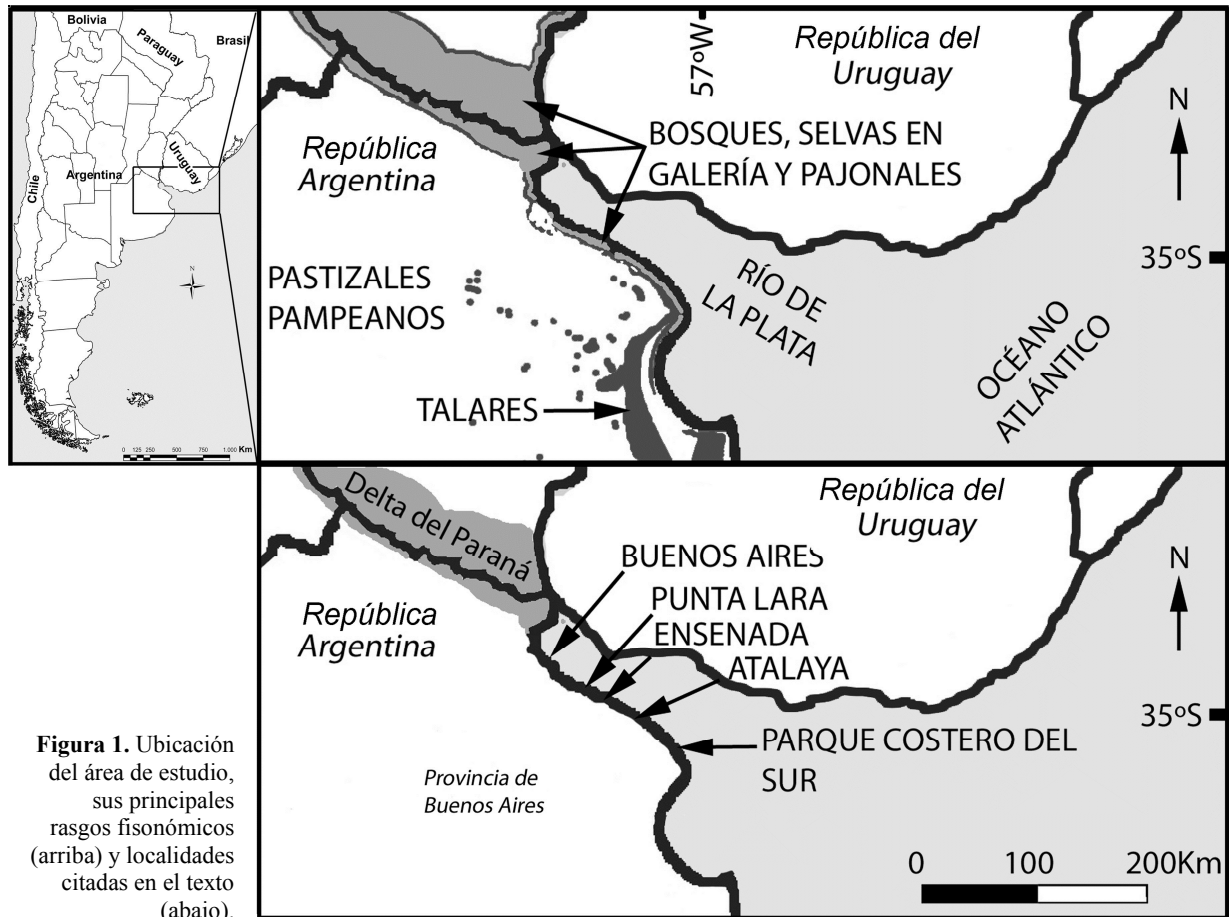 Bolivia
Paraguay
Brasil
Chile
Argentina
Uruguay
N
0 125 250 500 750 1.000 Km
57ºW
República del
Uruguay
N
República
Argentina
BOSQUES, SELVAS EN
GALERÍA Y PAJONALES
35ºS
PASTIZALES
PAMPEANOS
RÍO DE
LA PLATA
OCÉANO
ATLÁNTICO
TALARES
Delta del Paraná
República del
Uruguay
N
BUENOS AIRES
República
Argentina
PUNTA LARA
ENSENADA
ATALAYA
35ºS
PARQUE COSTERO DEL
SUR
Provincia de
Buenos Aires
0 100 200Km
Figura 1. Ubicación
del área de estudio,
sus principales
rasgos fisonómicos
(arriba) y localidades
citadas en el texto
(abajo).